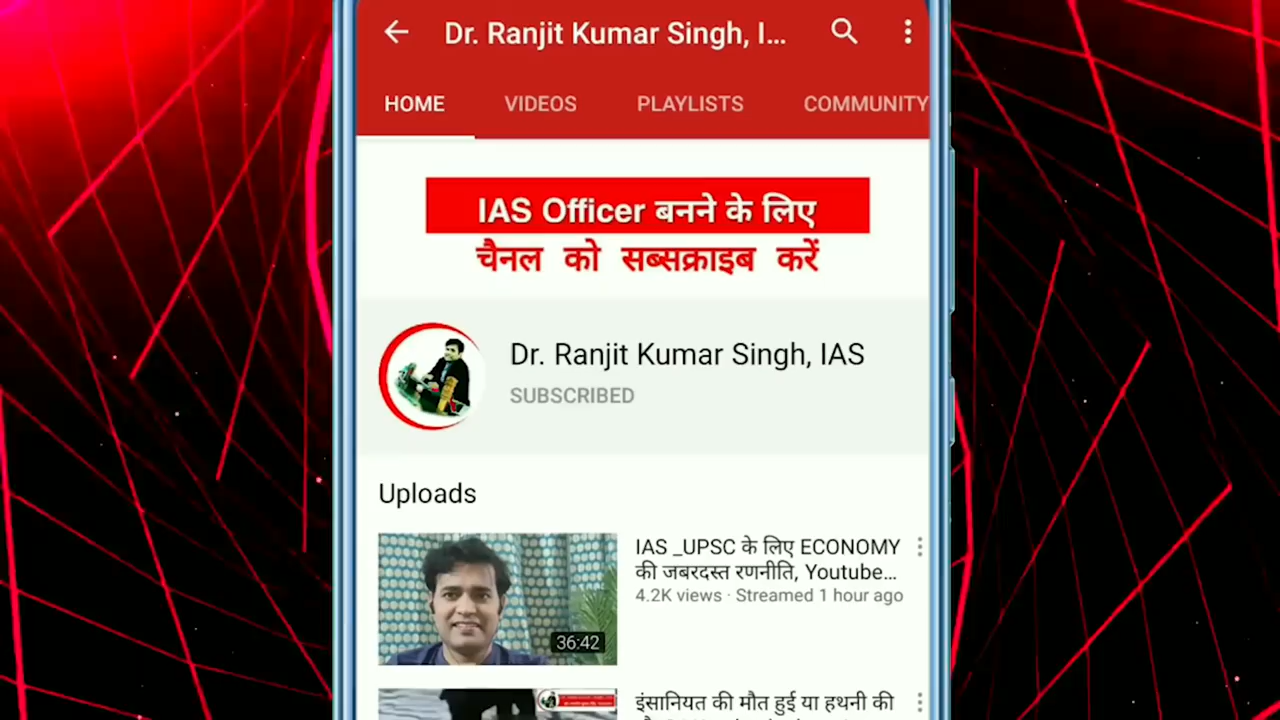 Dr. Ranjit Kumar Singh, I...
HOME VIDEOS PLAYLISTS COMMUNITY
IAS Officer बनने के लिए
चैनल को सब्सक्राइब करें
Dr. Ranjit Kumar Singh, IAS
SUBSCRIBED
Uploads
IAS _UPSC के लिए ECONOMY
की जबरदस्त रणनीति, Youtube...
4.2K views · Streamed 1 hour ago
36:42
इंसानियत की मौत हुई या हथनी की